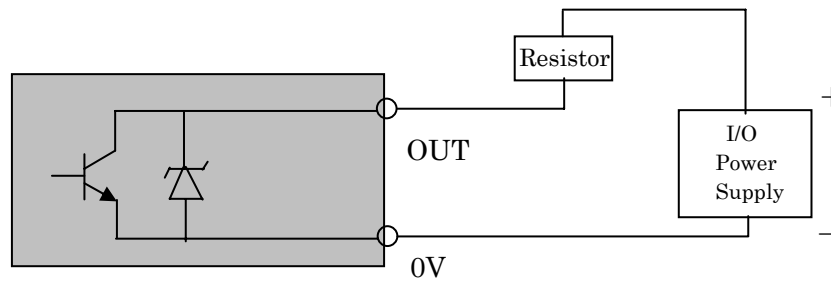 Resistor
+
I/O
Power
Supply
OUT
−
0V